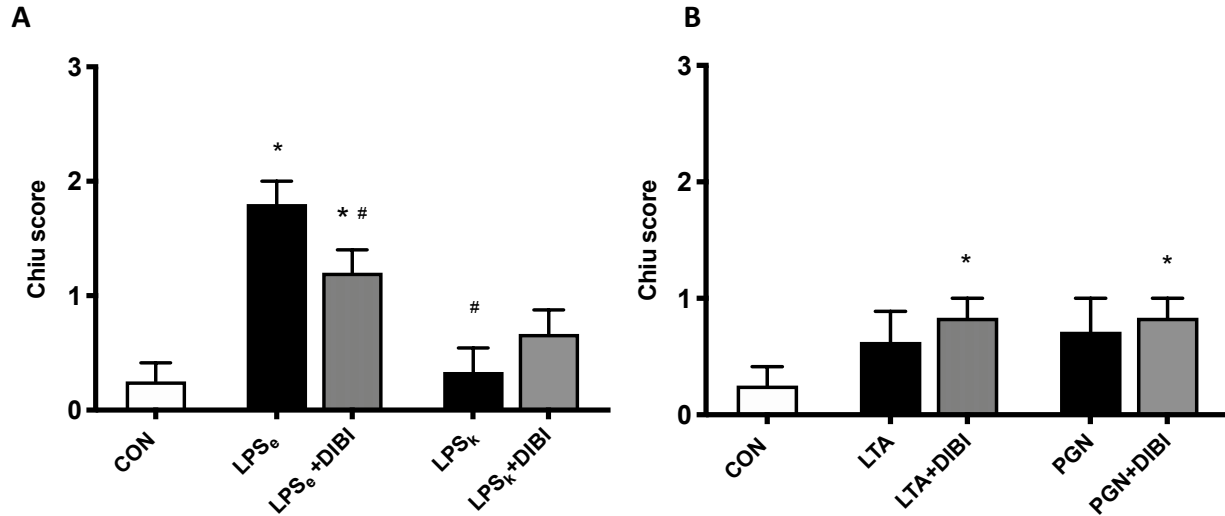 A
Chiu score
3
2
1
0
*
* #
#
CON
LPSe
LPSe +DIBI
LPSk
LPSk+DIBI
B
Chiu score
3
2
1
0
*
*
CON
LTA
LTA+DIBI
PGN
PGN+DIBI